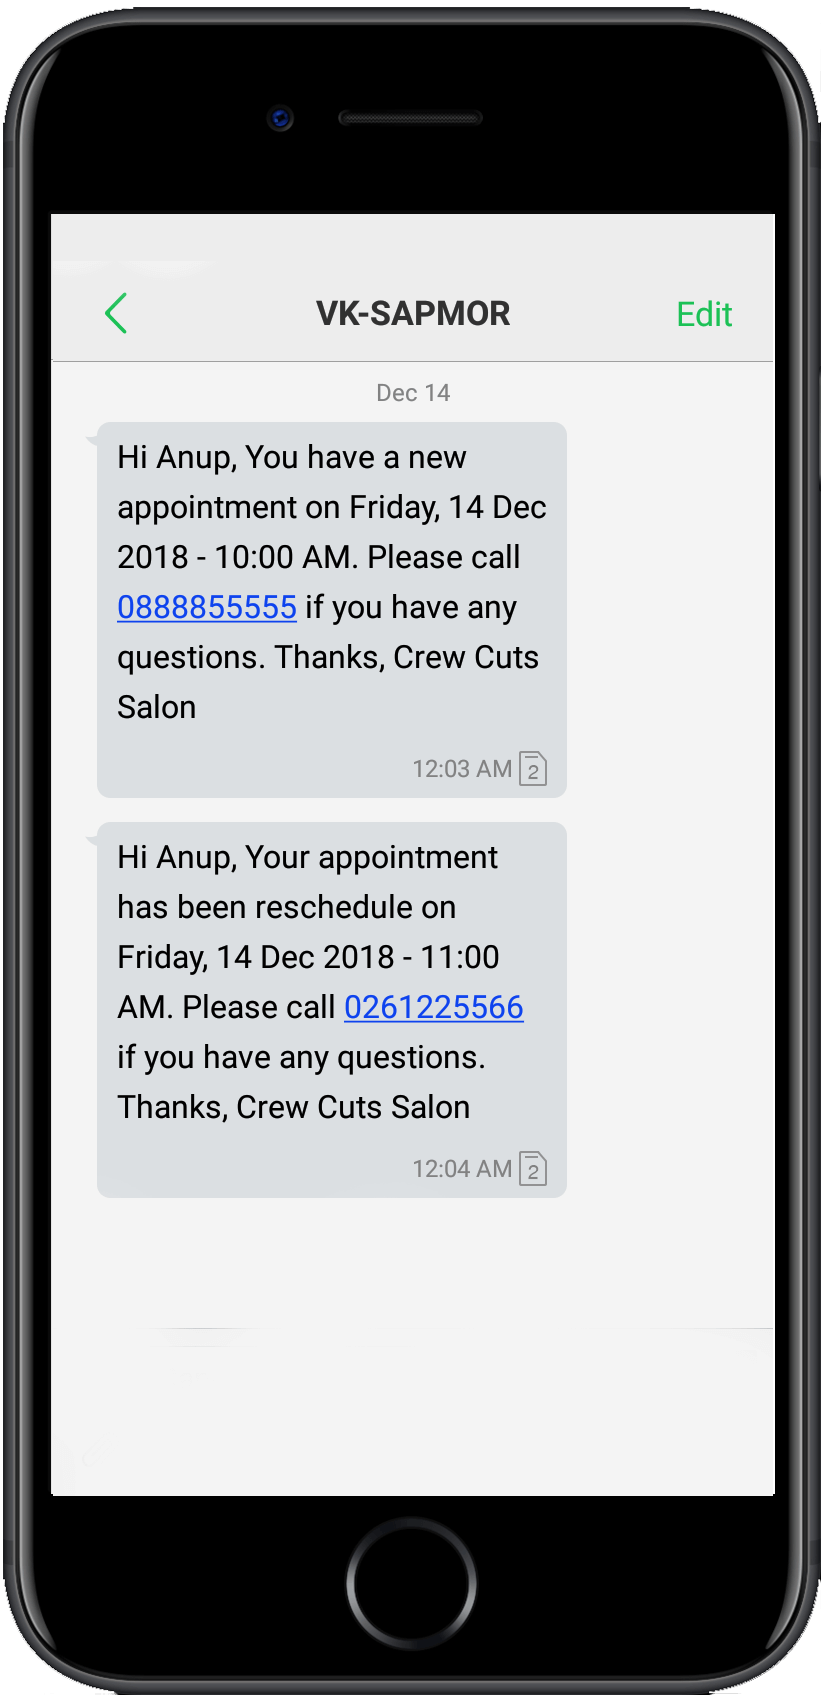 VK-SAPMOR
Edit
Dec 14
Hi Anup, You have a new
appointment on Friday, 14 Dec
2018 - 10:00 AM. Please call
0888855555 if you have any
questions. Thanks, Crew Cuts
Salon
12:03 AM 2
Hi Anup, Your appointment
has been reschedule on
Friday, 14 Dec 2018 - 11:00
AM. Please call 0261225566
if you have any questions.
Thanks, Crew Cuts Salon
12:04 AM 2